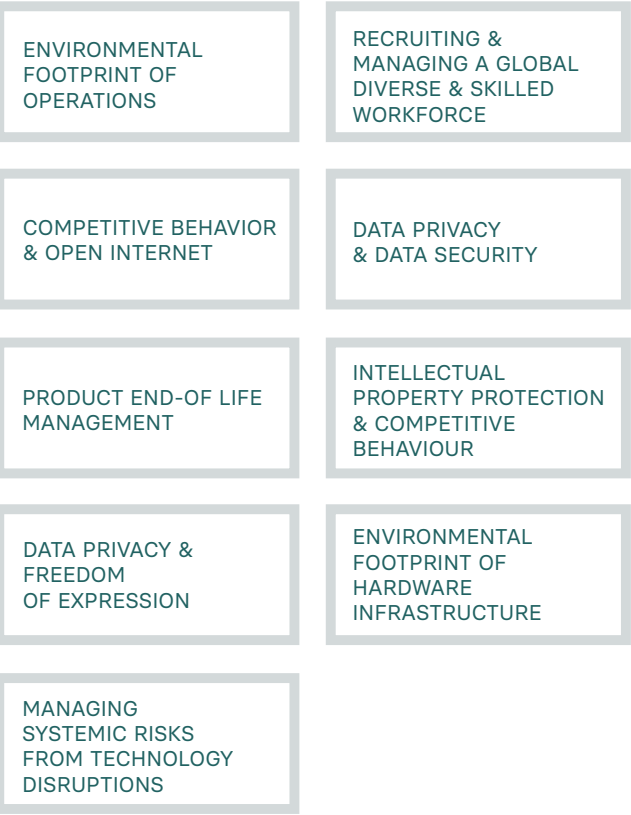 ENVIRONMENTAL
FOOTPRINT OF
OPERATIONS
RECRUITING &
MANAGING A GLOBAL
DIVERSE & SKILLED
WORKFORCE
COMPETITIVE BEHAVIOR
& OPEN INTERNET
DATA PRIVACY
& DATA SECURITY
PRODUCT END-OF LIFE
MANAGEMENT
INTELLECTUAL
PROPERTY PROTECTION
& COMPETITIVE
BEHAVIOUR
DATA PRIVACY &
FREEDOM
OF EXPRESSION
ENVIRONMENTAL
FOOTPRINT OF
HARDWARE
INFRASTRUCTURE
MANAGING
SYSTEMIC RISKS
FROM TECHNOLOGY
DISRUPTIONS